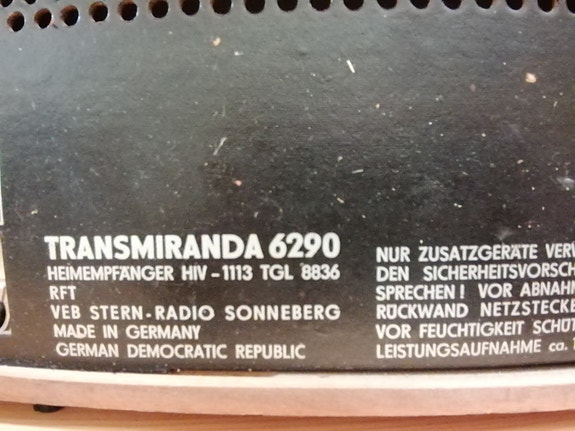 TRANSMIRANDA 6290
HEIMEMPFÄNGER HIV-1113 TGL 8836
RFT
VEB STERN-RADIO SONNEBERG
MADE IN GERMANY
GERMAN DEMOCRATIC REPUBLIC
NUR ZUSATZGERÄTE
DEN SICHERHEITSVORSCH
SPRECHEN! VOR ABNAHM
RÜCKWAND NETZSTECKE
VOR FEUCHTIGKEIT SCHÜT
LEISTUNGSAUFNAHME ca.